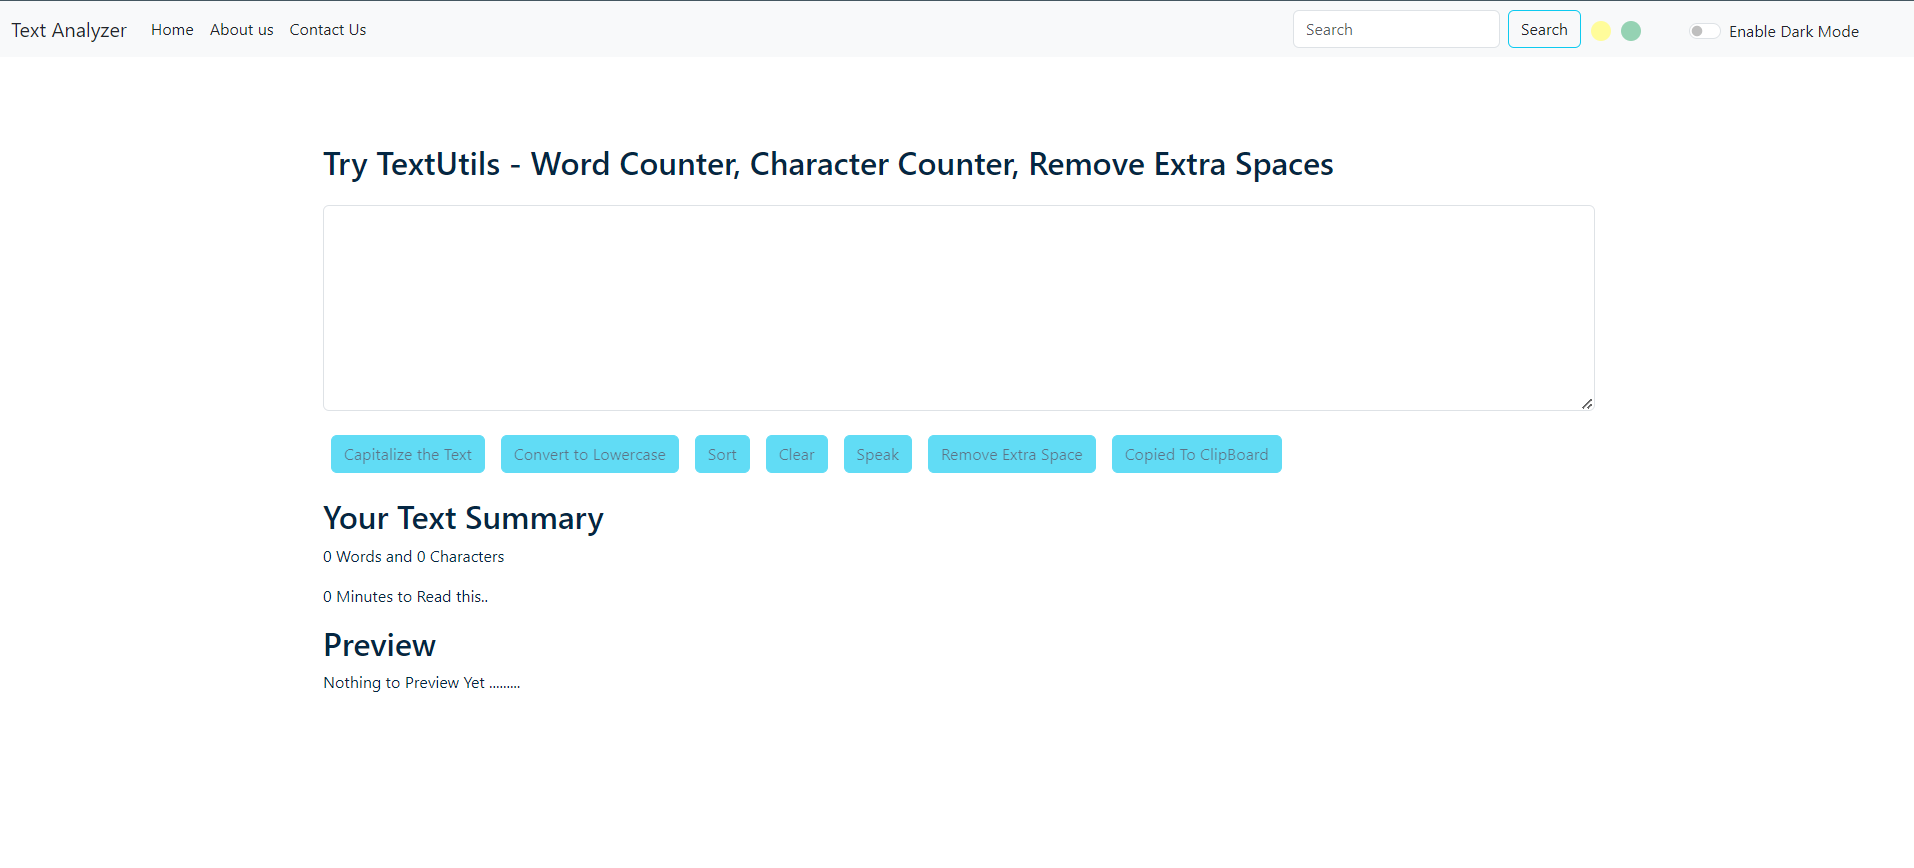 Text Analyzer Home About us Contact Us Search Search Enable Dark Mode
Try TextUtils - Word Counter, Character Counter, Remove Extra Spaces
Capitalize the Text Convert to Lowercase Sort Clear Speak Remove Extra Space Copied To ClipBoard
Your Text Summary
0 Words and 0 Characters
0 Minutes to Read this..
Preview
Nothing to Preview Yet .........